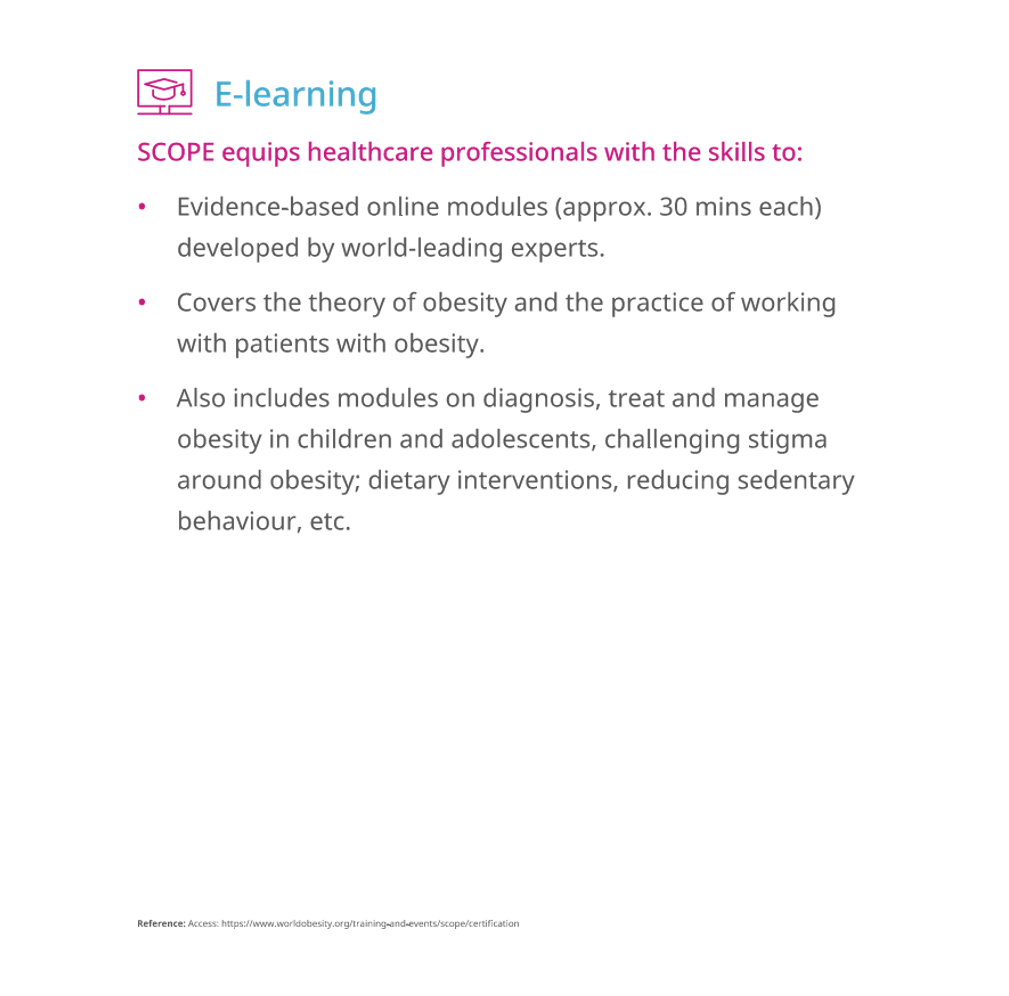 E-learning
SCOPE equips healthcare professionals with the skills to:
• Evidence-based online modules (approx. 30 mins each)
developed by world-leading experts.
• Covers the theory of obesity and the practice of working
with patients with obesity.
• Also includes modules on diagnosis, treat and manage
obesity in children and adolescents, challenging stigma
around obesity; dietary interventions, reducing sedentary
behaviour, etc.
Reference: Access: https://www.worldobesity.org/training-and-events/scope/certification